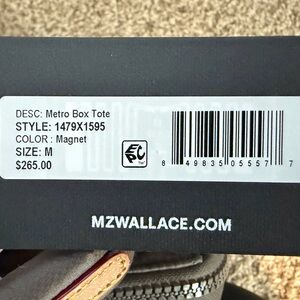 DESC: Metro Box Tote
STYLE: 1479X1595
COLOR : Magnet
SIZE: M
$265.00
8 49835 05557 7
MZWALLACE.COM